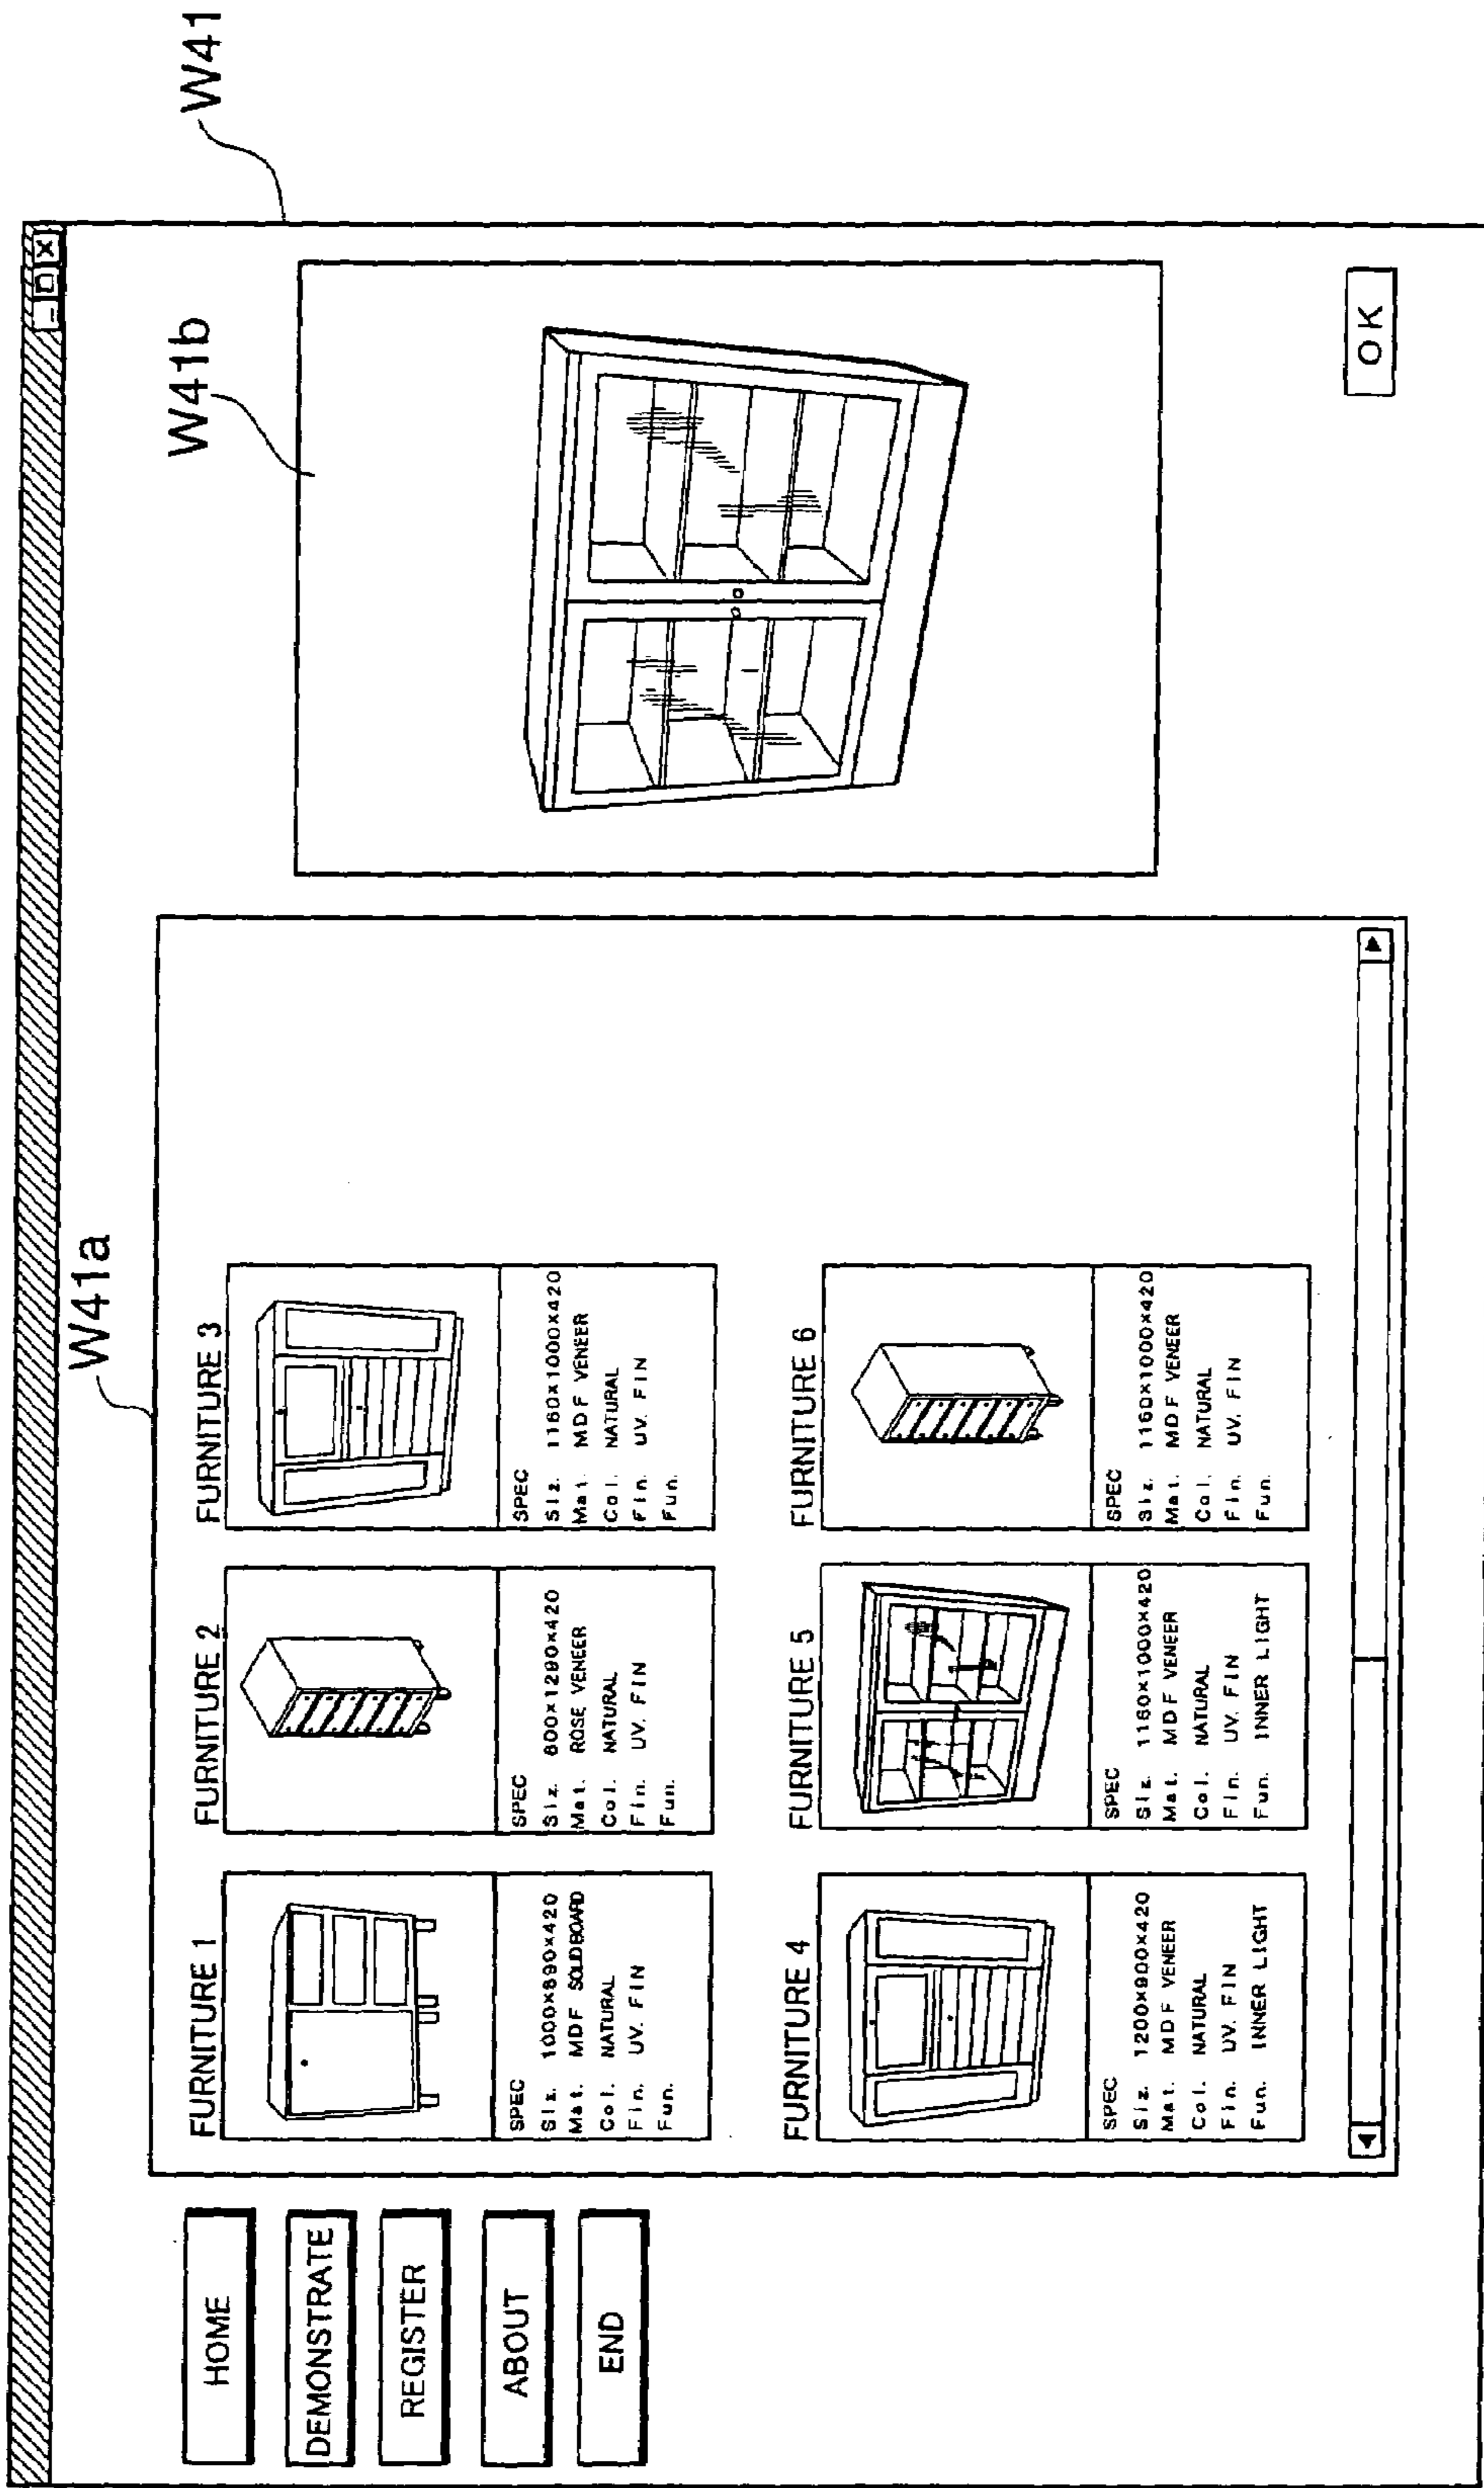 W41
W41a
W41b
HOME
DEMONSTRATE
REGISTER
ABOUT
END
FURNITURE 1
SPEC
Siz. 1000×890×420
Mat. MDF SOLIDBOARD
Col. NATURAL
Fin. UV. FIN
Fun.
FURNITURE 2
SPEC
Siz. 800×1290×420
Mat. ROSE VENEER
Col. NATURAL
Fin. UV. FIN
Fun.
FURNITURE 3
SPEC
Siz. 1160×1000×420
Mat. MDF VENEER
Col. NATURAL
Fin. UV. FIN
Fun.
FURNITURE 4
SPEC
Siz. 1200×900×420
Mat. MDF VENEER
Col. NATURAL
Fin. UV. FIN
Fun. INNER LIGHT
FURNITURE 5
SPEC
Siz. 1160×1000×420
Mat. MDF VENEER
Col. NATURAL
Fin. UV. FIN
Fun. INNER LIGHT
FURNITURE 6
SPEC
Siz. 1160×1000×420
Mat. MDF VENEER
Col. NATURAL
Fin. UV. FIN
Fun.
OK